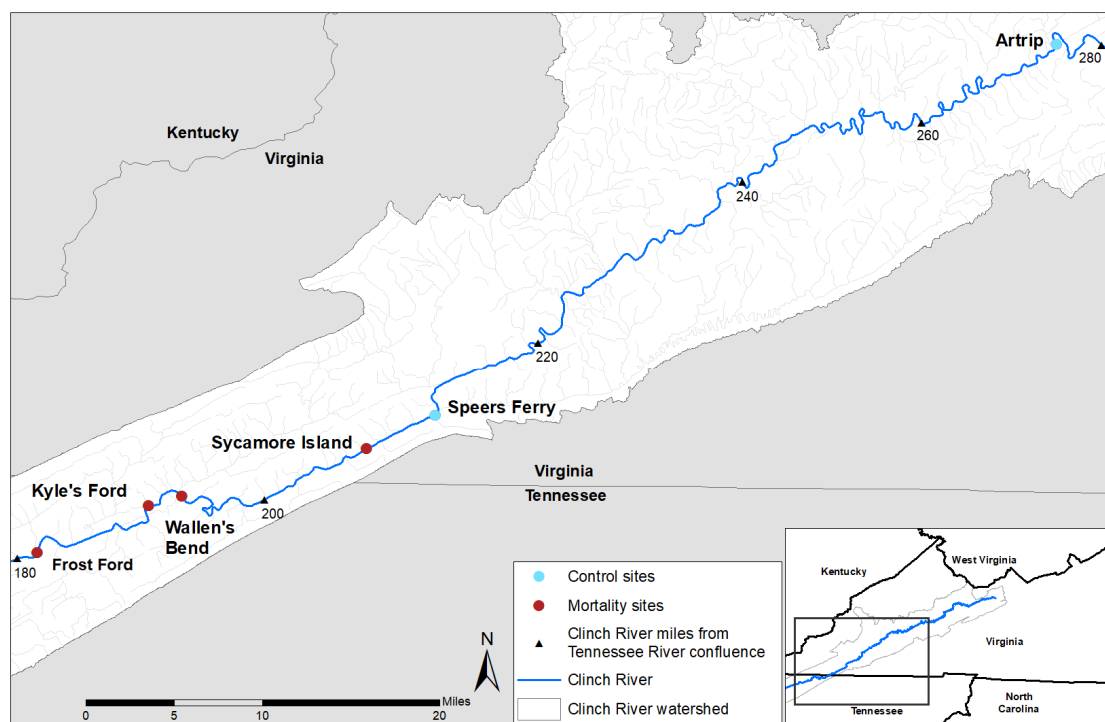 Artrip
280
Kentucky
Virginia
260
240
220
Speers Ferry
Sycamore Island
Virginia
Tennessee
Kyle's Ford
200
Wallen's
Bend
Frost Ford
180
Control sites
Mortality sites
Clinch River miles from
Tennessee River confluence
Clinch River
Clinch River watershed
N
Miles
0 5 10 20
West Virginia
Kentucky
Virginia
Tennessee
North
Carolina